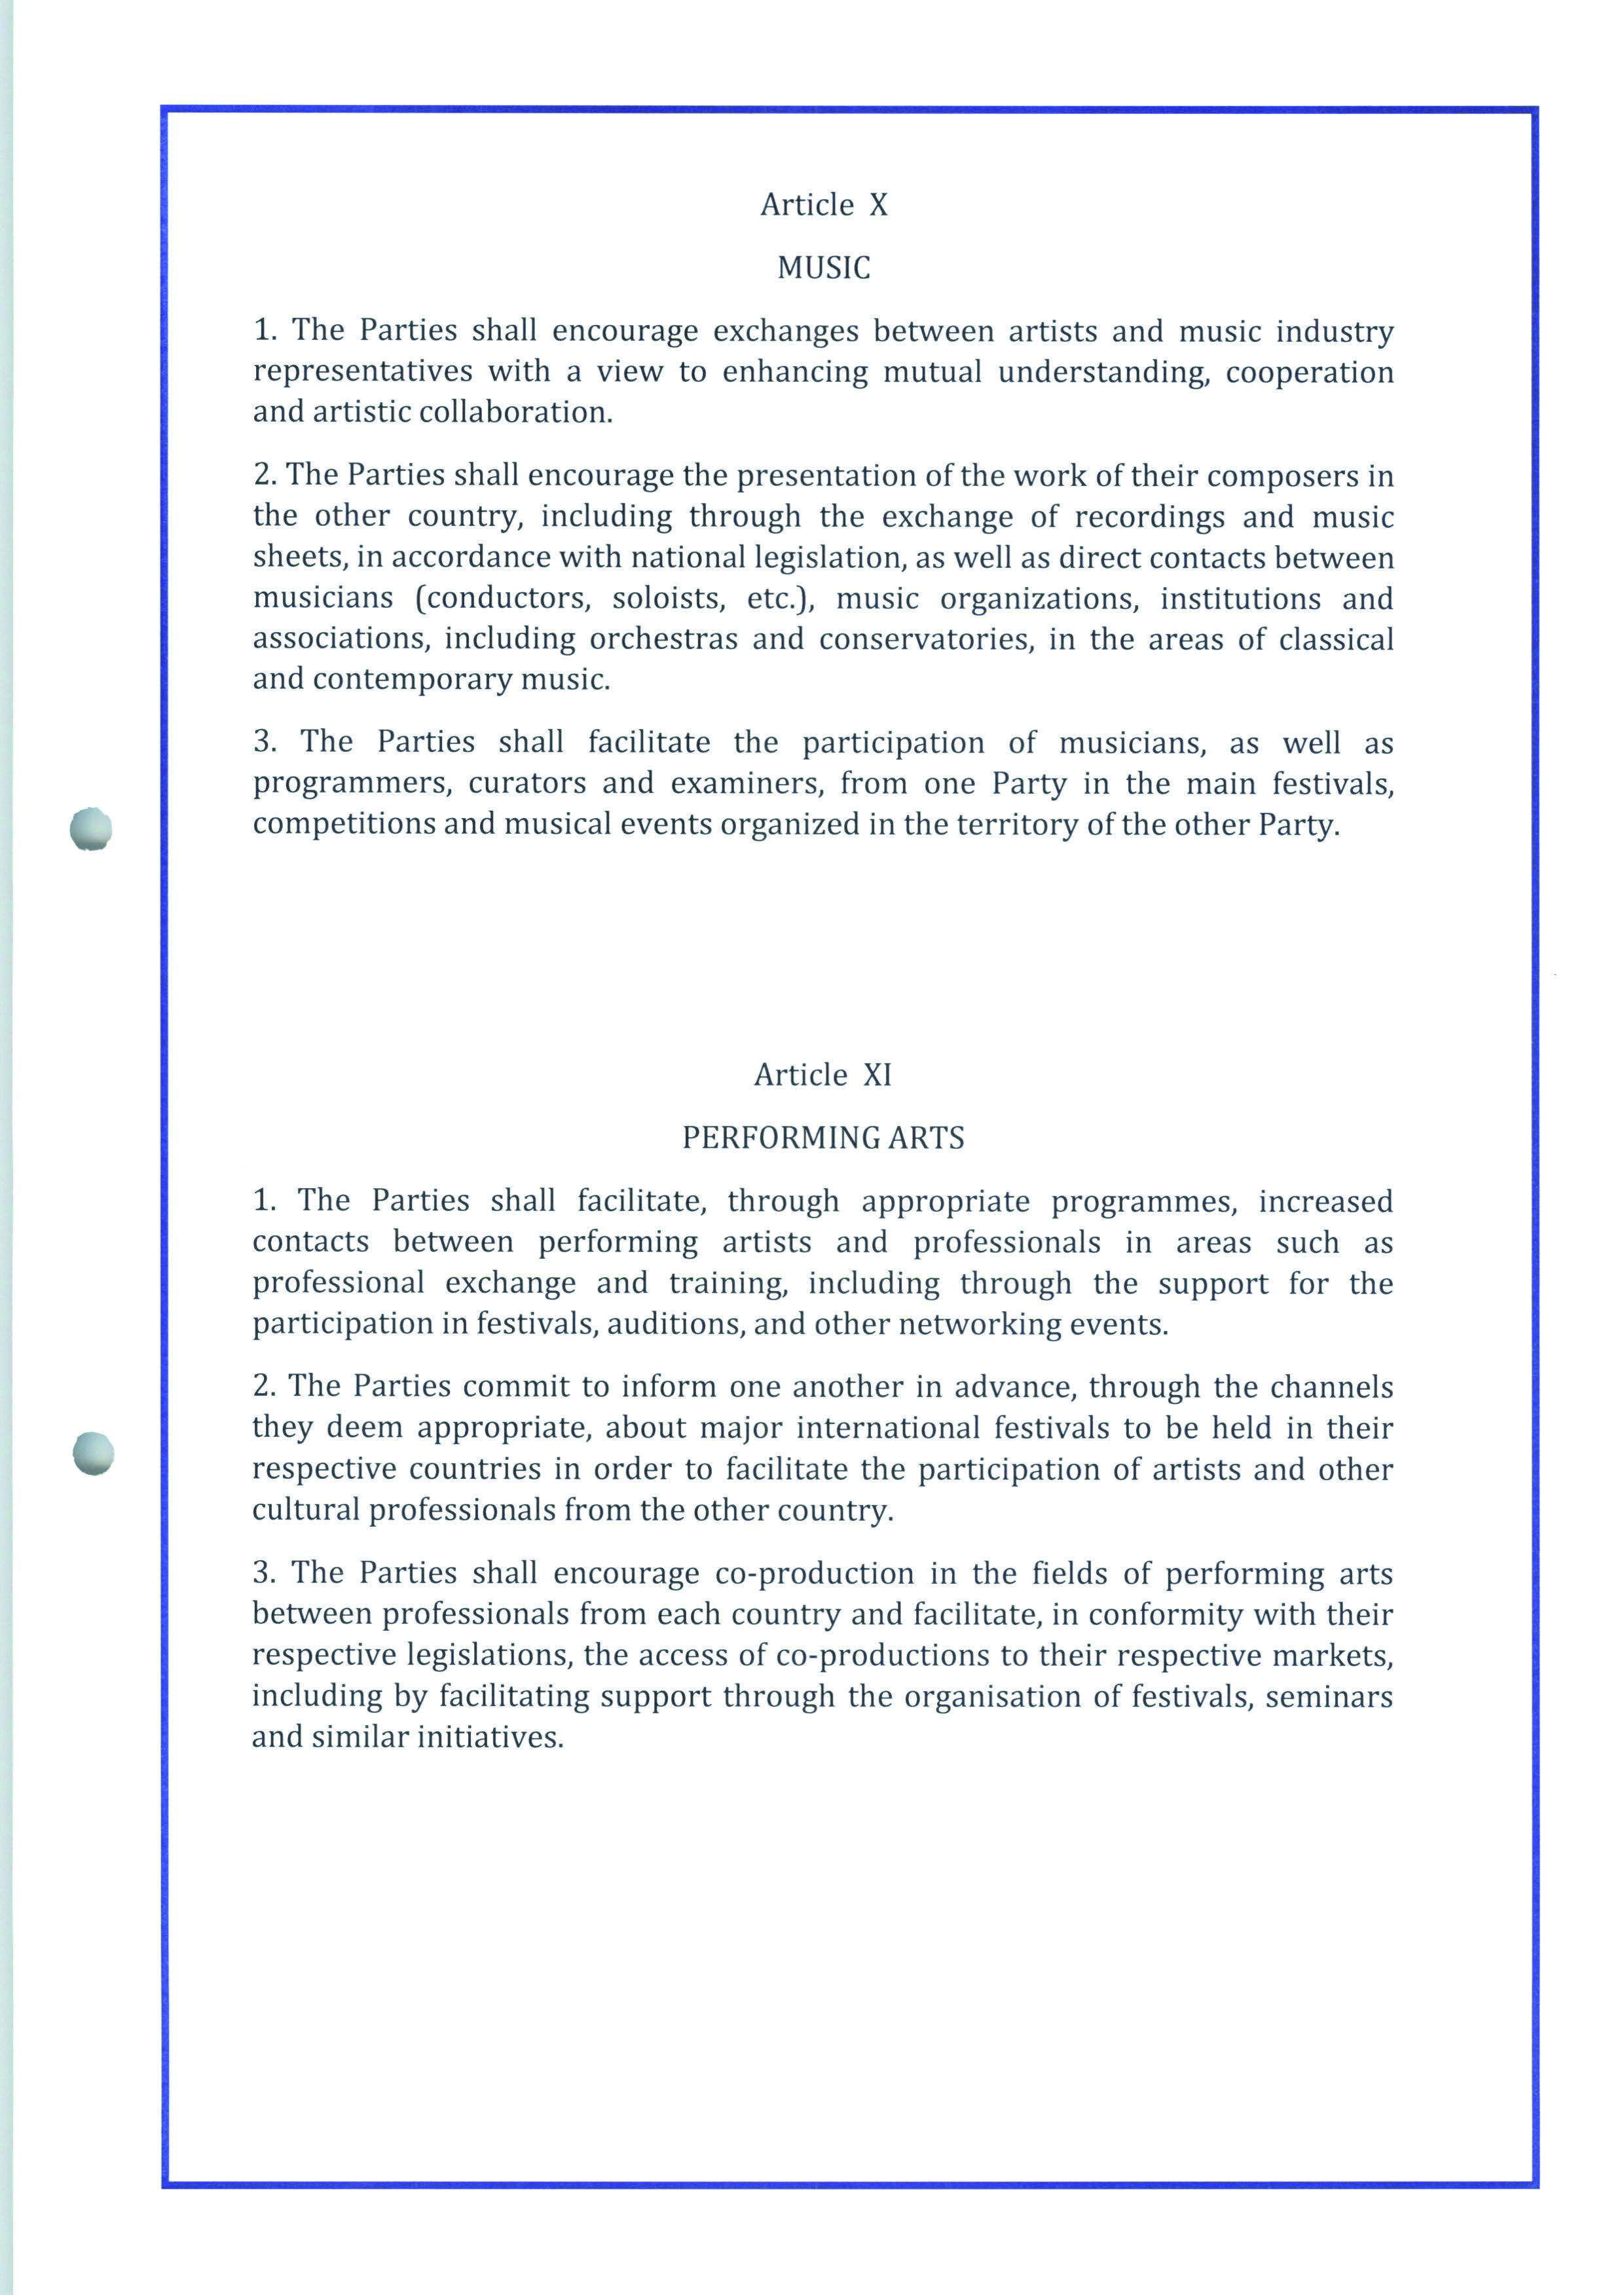 Article X
MUSIC
1. The Parties shall encourage exchanges between artists and music industry
representatives with a view to enhancing mutual understanding, cooperation
and artistic collaboration.
2. The Parties shall encourage the presentation of the work of their composers in
the other country, including through the exchange of recordings and music
sheets, in accordance with national legislation, as well as direct contacts between
musicians (conductors, soloists, etc.), music organizations, institutions and
associations, including orchestras and conservatories, in the areas of classical
and contemporary music.
3. The Parties shall facilitate the participation of musicians, as well as
programmers, curators and examiners, from one Party in the main festivals,
competitions and musical events organized in the territory of the other Party.
Article XI
PERFORMING ARTS
1. The Parties shall facilitate, through appropriate programmes, increased
contacts between performing artists and professionals in areas such as
professional exchange and training, including through the support for the
participation in festivals, auditions, and other networking events.
2. The Parties commit to inform one another in advance, through the channels
they deem appropriate, about major international festivals to be held in their
respective countries in order to facilitate the participation of artists and other
cultural professionals from the other country.
3. The Parties shall encourage co-production in the fields of performing arts
between professionals from each country and facilitate, in conformity with their
respective legislations, the access of co-productions to their respective markets,
including by facilitating support through the organisation of festivals, seminars
and similar initiatives.